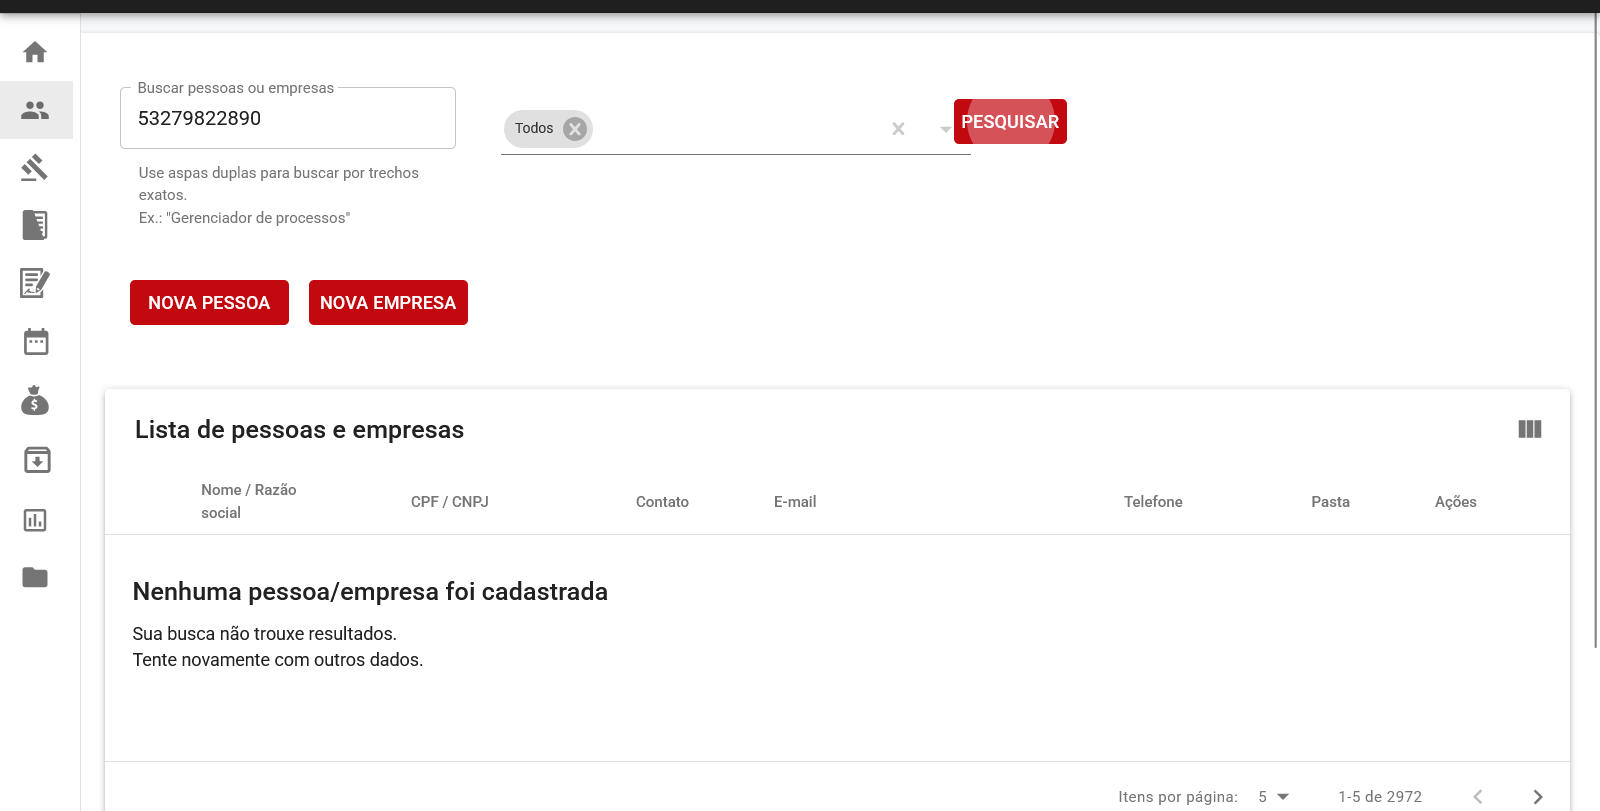 Buscar pessoas ou empresas
53279822890
Todos
PESQUISAR
Use aspas duplas para buscar por trechos
exatos.
Ex.: "Gerenciador de processos"
NOVA PESSOA
NOVA EMPRESA
Lista de pessoas e empresas
Nome / Razão
social
CPF / CNPJ
Contato
E-mail
Telefone
Pasta
Ações
Nenhuma pessoa/empresa foi cadastrada
Sua busca não trouxe resultados.
Tente novamente com outros dados.
Itens por página:
5
1-5 de 2972